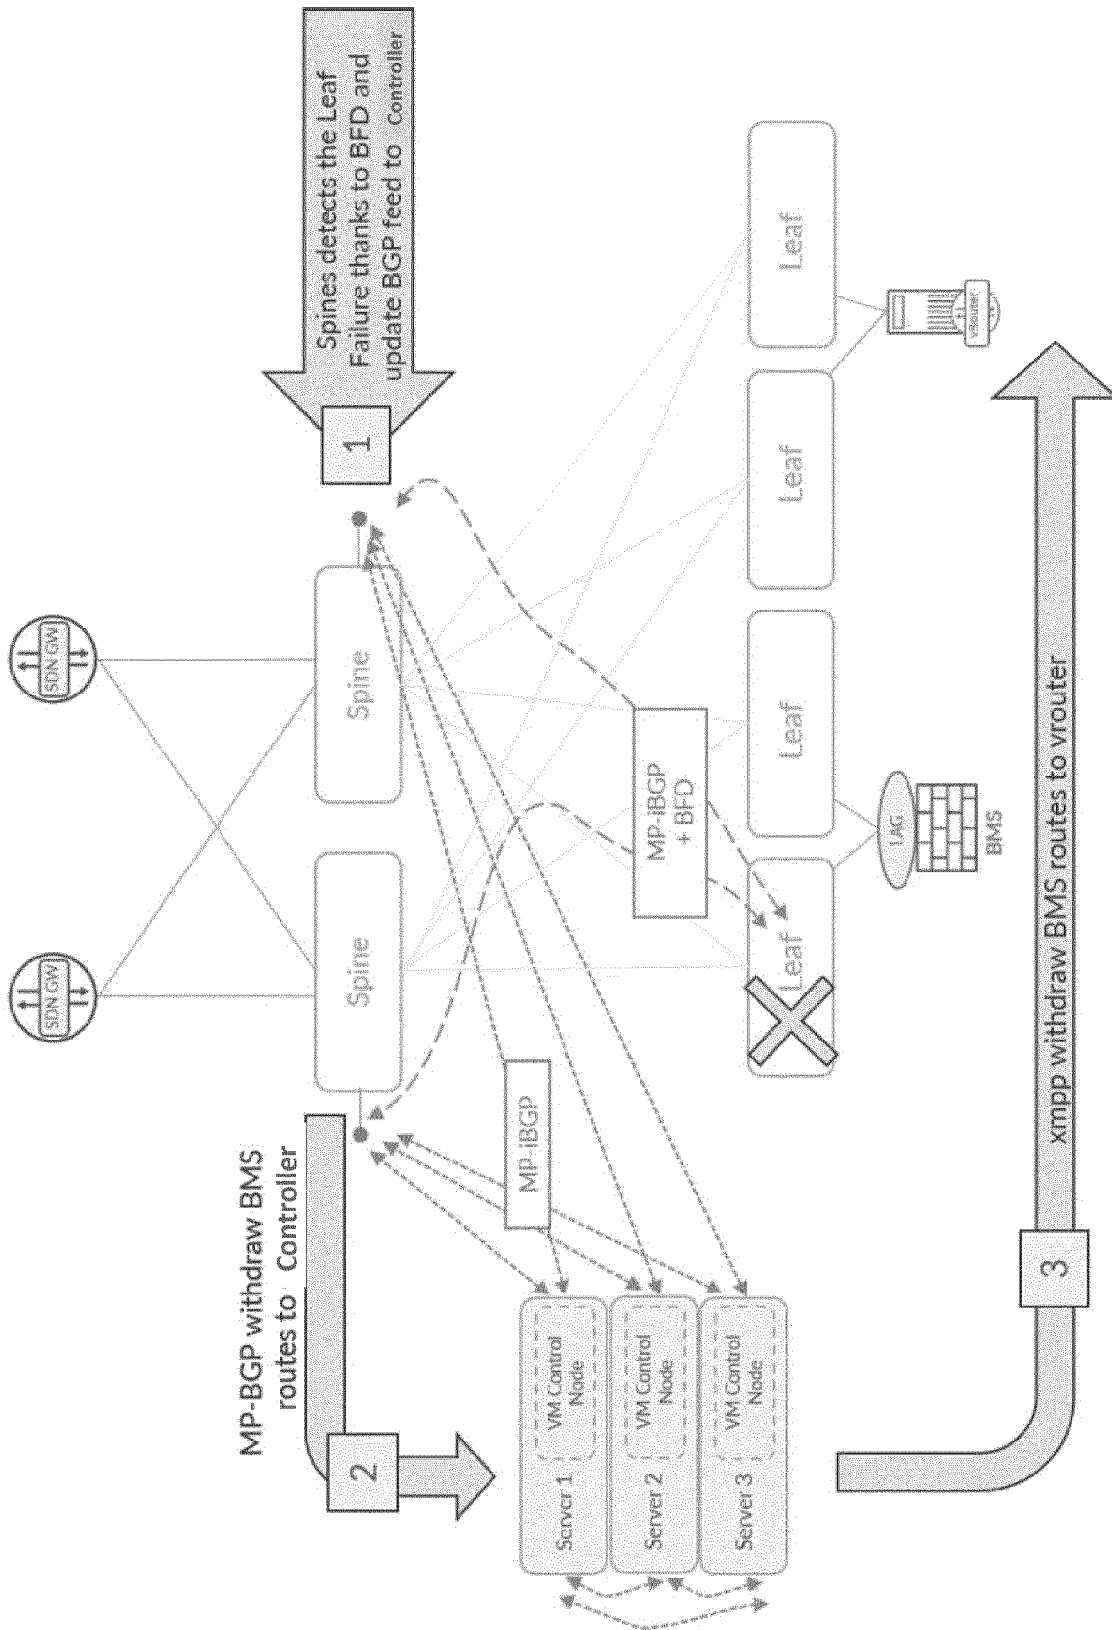 SDN GW
SDN GW
MP-BGP withdraw BMS
routes to Controller
2
Spine
Spine
1
Spines detects the Leaf
Failure thanks to BFD and
update BGP feed to Controller
MP-iBGP
MP-iBGP
+ BFD
Server 1
VM Control
Node
Server 2
VM Control
Node
Server 3
VM Control
Node
Leaf
Leaf
Leaf
Leaf
LAG
BMS
vRouter
3
xmpp withdraw BMS routes to vrouter